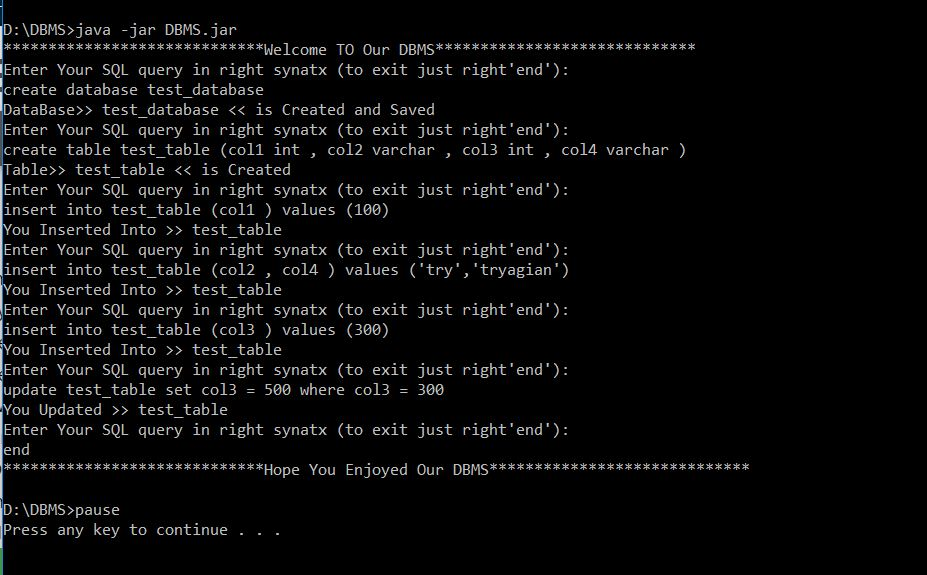 D:\DBMS>java -jar DBMS.jar
*****************************Welcome TO Our DBMS*****************************
Enter Your SQL query in right synatx (to exit just right'end'):
create database test_database
DataBase>> test_database << is Created and Saved
Enter Your SQL query in right synatx (to exit just right'end'):
create table test_table (col1 int , col2 varchar , col3 int , col4 varchar )
Table>> test_table << is Created
Enter Your SQL query in right synatx (to exit just right'end'):
insert into test_table (col1 ) values (100)
You Inserted Into >> test_table
Enter Your SQL query in right synatx (to exit just right'end'):
insert into test_table (col2 , col4 ) values ('try','tryagian')
You Inserted Into >> test_table
Enter Your SQL query in right synatx (to exit just right'end'):
insert into test_table (col3 ) values (300)
You Inserted Into >> test_table
Enter Your SQL query in right synatx (to exit just right'end'):
update test_table set col3 = 500 where col3 = 300
You Updated >> test_table
Enter Your SQL query in right synatx (to exit just right'end'):
end
*****************************Hope You Enjoyed Our DBMS*****************************
D:\DBMS>pause
Press any key to continue . . .